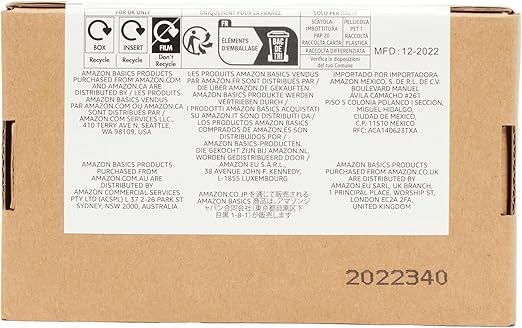 FOR UK ONLY
BOX
Recycle
INSERT
Recycle
FILM
Don't
Recycle
UNIQUEMENT POUR LA FRANCE
FR
ÉLÉMENTS
D'EMBALLAGE
BAC
DE
TRI
SOLO PER L'ITALIA
SCATOLA
IMBOTTITURA
PAP 20
RACCOLTA CARTA
PELLICOLA
PET 1
RACCOLTA
PLASTICA
RACCOLTA DIFFERENZIATA
Verifica le disposizioni
del tuo Comune
MFD: 12-2022
AMAZON BASICS PRODUCTS
PURCHASED FROM AMAZON.COM
AND AMAZON.CA ARE
DISTRIBUTED BY / LES PRODUITS
AMAZON BASICS VENDUS
PAR AMAZON.COM OU AMAZON.CA
SONT DISTRIBUÉS PAR :
AMAZON.COM SERVICES LLC,
410 TERRY AVE N, SEATTLE,
WA 98109, USA
LES PRODUITS AMAZON BASICS VENDUS
PAR AMAZON.FR SONT DISTRIBUÉS PAR /
DIE ÜBER AMAZON.DE GEKAUFTEN
AMAZON BASICS PRODUKTE WERDEN
VERTRIEBEN DURCH /
I PRODOTTI AMAZON BASICS ACQUISTATI
SU AMAZON.IT SONO DISTRIBUITI DA /
LOS PRODUCTOS AMAZON BASICS
COMPRADOS DE AMAZON.ES SON
DISTRIBUIDOS POR /
AMAZON BASICS-PRODUCTEN,
DIE GEKOCHT ZIJN BIJ AMAZON.NL,
WORDEN GEDISTRIBUEERD DOOR /
AMAZON EU S.À R.L.,
38 AVENUE JOHN F. KENNEDY,
L-1855 LUXEMBOURG
IMPORTADO POR IMPORTADORA
AMAZON MÉXICO, S. DE R.L. DE C.V.
BOULEVARD MANUEL
ÁVILA CAMACHO #261
PISO 5 COLONIA POLANCO I SECCIÓN,
MIGUEL HIDALGO,
CIUDAD DE MÉXICO,
C.P. 11510 MÉXICO
RFC: ACA140623TXA
AMAZON BASICS PRODUCTS
PURCHASED FROM
AMAZON.COM.AU ARE
DISTRIBUTED BY
AMAZON COMMERCIAL SERVICES
PTY LTD (ACSPL) L 37 2-26 PARK ST
SYDNEY, NSW 2000, AUSTRALIA
AMAZON.CO.JP を通じて販売される
AMAZON BASICS 商品は、アマゾンジ
ャパン合同会社(東京都目黒区下目
黒 1-8-1) が販売します。
AMAZON BASICS PRODUCTS
PURCHASED FROM AMAZON.CO.UK
ARE DISTRIBUTED BY
AMAZON EU SARL, UK BRANCH,
1 PRINCIPAL PLACE, WORSHIP ST,
LONDON EC2A 2FA,
UNITED KINGDOM
2022340